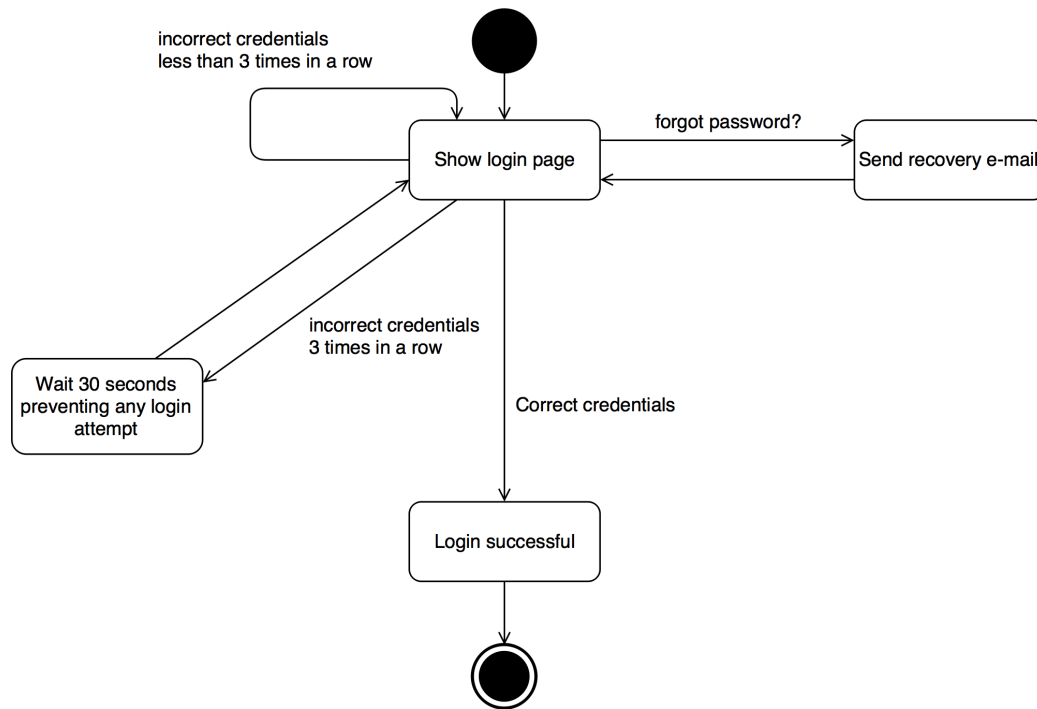 incorrect credentials
less than 3 times in a row
forgot password?
Show login page
Send recovery e-mail
incorrect credentials
3 times in a row
Wait 30 seconds
preventing any login
attempt
Correct credentials
Login successful